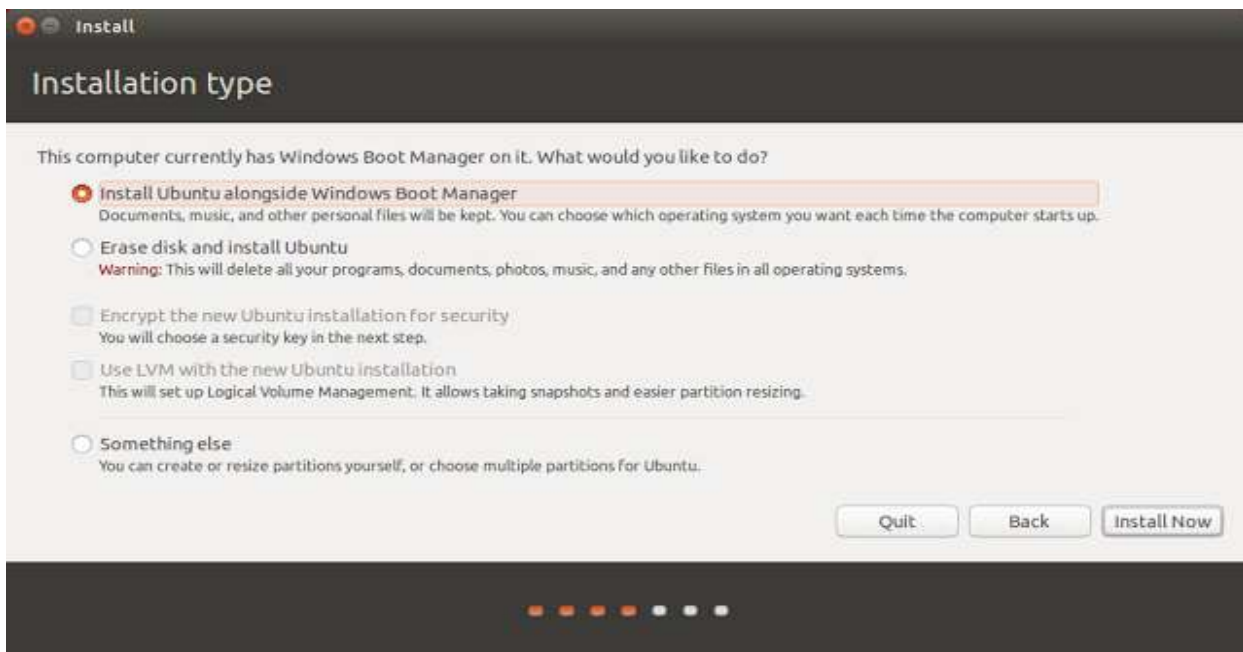 Install
Installation type
This computer currently has Windows Boot Manager on it. What would you like to do?
Install Ubuntu alongside Windows Boot Manager
Documents, music, and other personal files will be kept. You can choose which operating system you want each time the computer starts up.
Erase disk and install Ubuntu
Warning: This will delete all your programs, documents, photos, music, and any other files in all operating systems.
Encrypt the new Ubuntu installation for security
You will choose a security key in the next step.
Use LVM with the new Ubuntu installation
This will set up Logical Volume Management. It allows taking snapshots and easier partition resizing.
Something else
You can create or resize partitions yourself, or choose multiple partitions for Ubuntu.
Quit Back Install Now